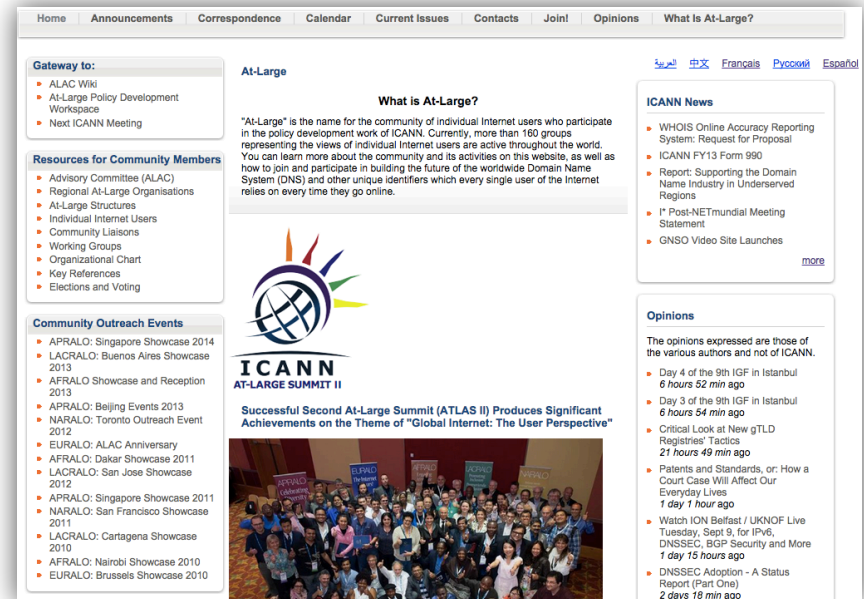 Home Announcements Correspondence Calendar Current Issues Contacts Join! Opinions What Is At-Large?
العربية 中文 Français Русский Español
Gateway to:
ALAC Wiki
At-Large Policy Development
Workspace
Next ICANN Meeting
Resources for Community Members
Advisory Committee (ALAC)
Regional At-Large Organisations
At-Large Structures
Individual Internet Users
Community Liaisons
Working Groups
Organizational Chart
Key References
Elections and Voting
Community Outreach Events
APRALO: Singapore Showcase 2014
LACRALO: Buenos Aires Showcase
2013
AFRALO Showcase and Reception
2013
APRALO: Beijing Events 2013
NARALO: Toronto Outreach Event
2012
EURALO: ALAC Anniversary
AFRALO: Dakar Showcase 2011
LACRALO: San Jose Showcase
2012
APRALO: Singapore Showcase 2011
NARALO: San Francisco Showcase
2011
LACRALO: Cartagena Showcase
2010
AFRALO: Nairobi Showcase 2010
EURALO: Brussels Showcase 2010
At-Large
What is At-Large?
"At-Large" is the name for the community of individual Internet users who participate
in the policy development work of ICANN. Currently, more than 160 groups
representing the views of individual Internet users are active throughout the world.
You can learn more about the community and its activities on this website, as well as
how to join and participate in building the future of the worldwide Domain Name
System (DNS) and other unique identifiers which every single user of the Internet
relies on every time they go online.
ICANN
AT-LARGE SUMMIT II
Successful Second At-Large Summit (ATLAS II) Produces Significant
Achievements on the Theme of "Global Internet: The User Perspective"
APRALO
Celebrating
Diversity
EURALO
AFRALO
LACRALO
NARALO
ICANN News
WHOIS Online Accuracy Reporting
System: Request for Proposal
ICANN FY13 Form 990
Report: Supporting the Domain
Name Industry in Underserved
Regions
I* Post-NETmundial Meeting
Statement
GNSO Video Site Launches
more
Opinions
The opinions expressed are those of
the various authors and not of ICANN.
Day 4 of the 9th IGF in Istanbul
6 hours 52 min ago
Day 3 of the 9th IGF in Istanbul
6 hours 54 min ago
Critical Look at New gTLD
Registries' Tactics
21 hours 49 min ago
Patents and Standards, or: How a
Court Case Will Affect Our
Everyday Lives
1 day 1 hour ago
Watch ION Belfast / UKNOF Live
Tuesday, Sept 9, for IPv6,
DNSSEC, BGP Security and More
1 day 15 hours ago
DNSSEC Adoption - A Status
Report (Part One)
2 days 18 min ago